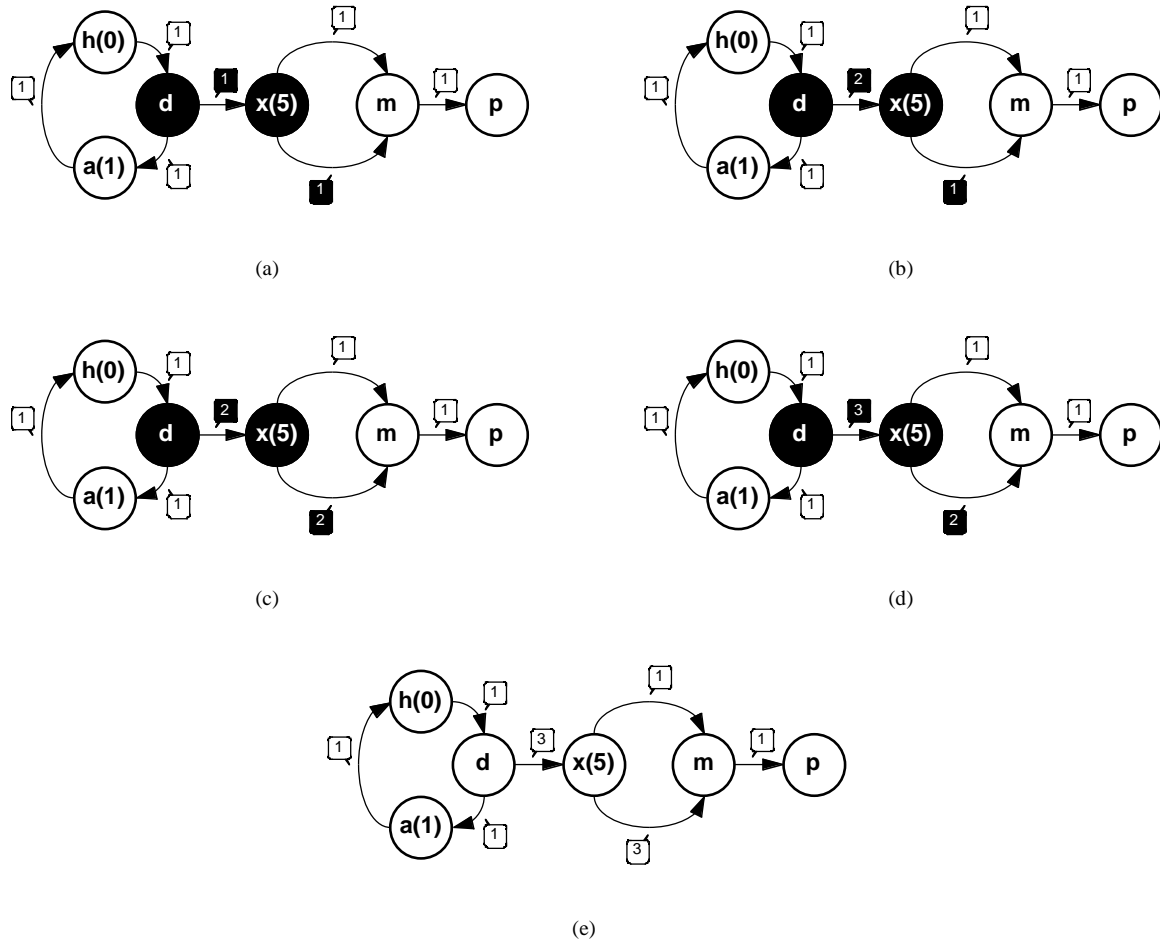 h(0) 1
1 d 1 x(5) 1 m 1 p
a(1) 1 1
(a)
h(0) 1
1 d 2 x(5) 1 m 1 p
a(1) 1 1
(b)
h(0) 1
1 d 2 x(5) 1 m 1 p
a(1) 1 2
(c)
h(0) 1
1 d 3 x(5) 1 m 1 p
a(1) 1 2
(d)
h(0) 1
1 d 3 x(5) 1 m 1 p
a(1) 1 3
(e)